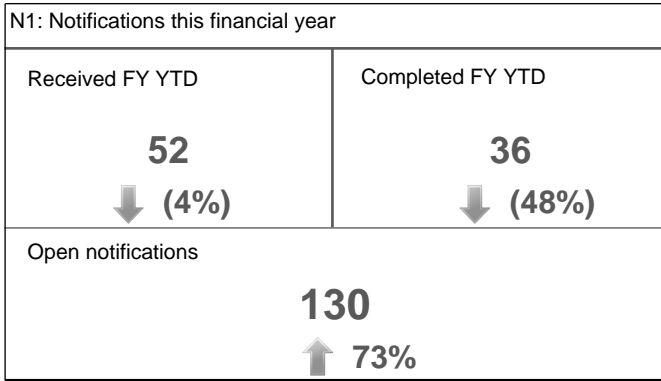 N1: Notifications this financial year
Received FY YTD
52
(4%)
Completed FY YTD
36
(48%)
Open notifications
130
73%